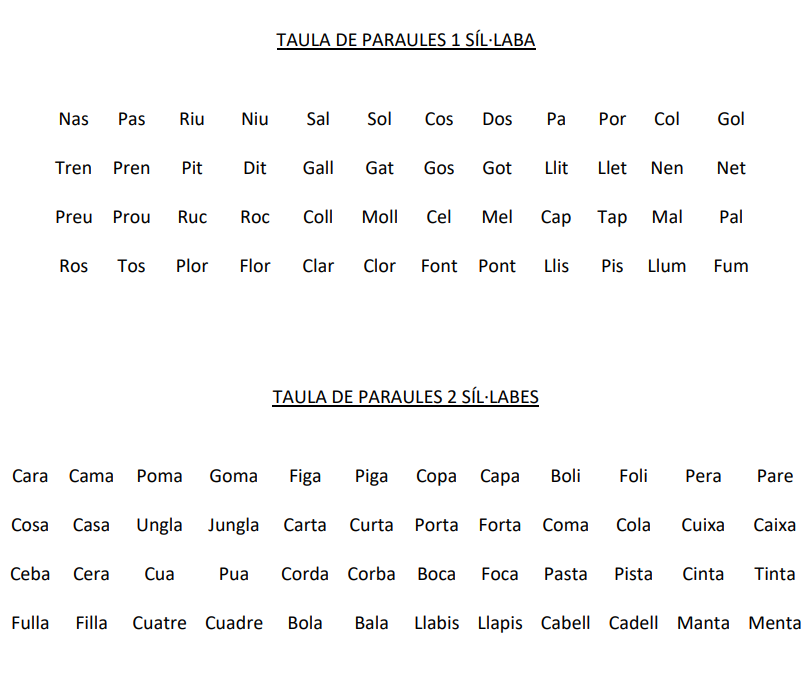 TAULA DE PARAULES 1 SÍL·LABA
Nas Pas Riu Niu Sal Sol Cos Dos Pa Por Col Gol
Tren Pren Pit Dit Gall Gat Gos Got Llit Llet Nen Net
Preu Prou Ruc Roc Coll Moll Cel Mel Cap Tap Mal Pal
Ros Tos Plor Flor Clar Clor Font Pont Llis Pis Llum Fum
TAULA DE PARAULES 2 SÍL·LABES
Cara Cama Poma Goma Figa Piga Copa Capa Boli Foli Pera Pare
Cosa Casa Ungla Jungla Carta Curta Porta Forta Coma Cola Cuixa Caixa
Ceba Cera Cua Pua Corda Corba Boca Foca Pasta Pista Cinta Tinta
Fulla Filla Cuatre Cuadre Bola Bala Llabis Llapis Cabell Cadell Manta Menta